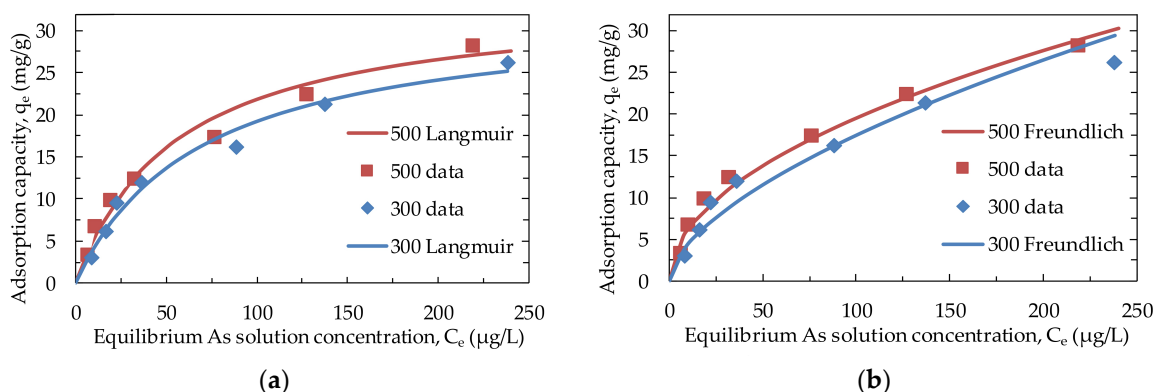 Adsorption capacity, qe (mg/g)
30
25
20
15
10
5
0
500 Langmuir
500 data
300 data
300 Langmuir
0 50 100 150 200 250
Equilibrium As solution concentration, Ce (µg/L)
(a)
Adsorption capacity, qe (mg/g)
30
25
20
15
10
5
0
500 Freundlich
500 data
300 data
300 Freundlich
0 50 100 150 200 250
Equilibrium As solution concentration, Ce (µg/L)
(b)